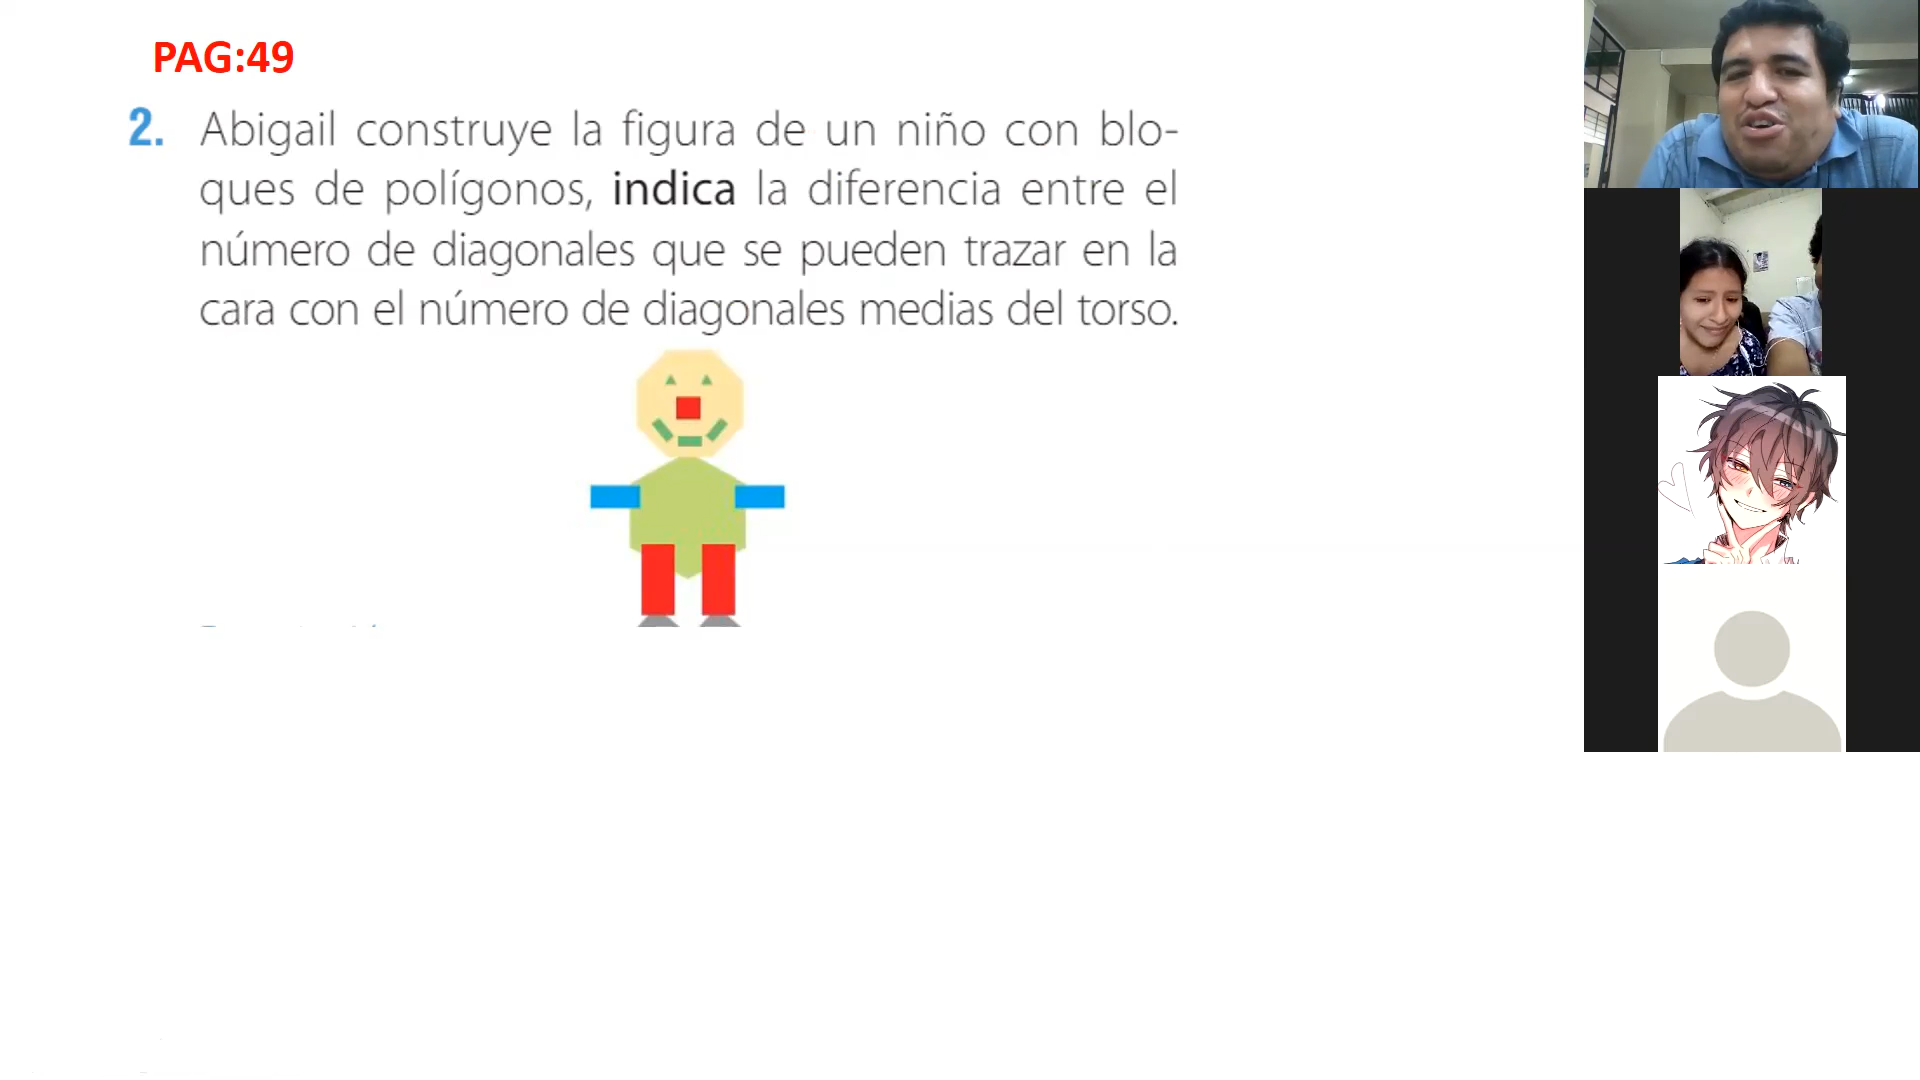 PAG:49
2. Abigail construye la figura de un niño con blo-
ques de polígonos, indica la diferencia entre el
número de diagonales que se pueden trazar en la
cara con el número de diagonales medias del torso.